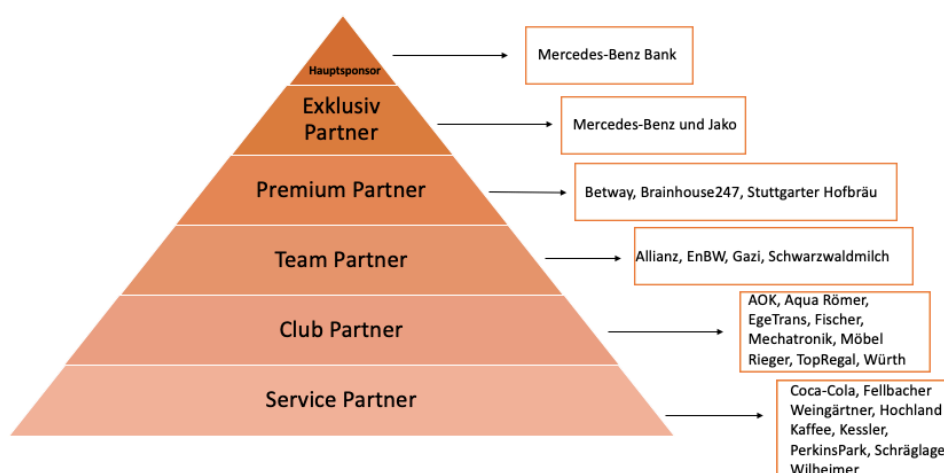 Hauptsponsor
Mercedes-Benz Bank
Exklusiv
Partner
Mercedes-Benz und Jako
Premium Partner
Betway, Brainhouse247, Stuttgarter Hofbräu
Team Partner
Allianz, EnBW, Gazi, Schwarzwaldmilch
Club Partner
AOK, Aqua Römer,
EgeTrans, Fischer,
Mechatronik, Möbel
Rieger, TopRegal, Würth
Service Partner
Coca-Cola, Fellbacher
Weingärtner, Hochland
Kaffee, Kessler,
PerkinsPark, Schräglage
Wilheimer